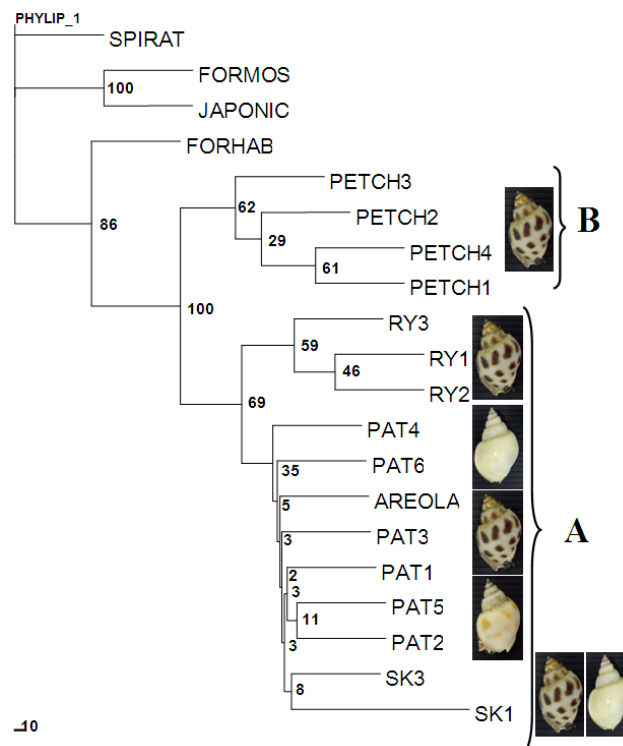 PHYLIP_1
SPIRAT
FORMOS
100
JAPONIC
FORHAB
PETCH3
62
PETCH2
B
86
29
PETCH4
61
PETCH1
100
RY3
59
RY1
46
RY2
69
PAT4
PAT6
35
AREOLA
5
PAT3
A
3
PAT1
2
3
PAT5
11
PAT2
3
SK3
8
SK1
10